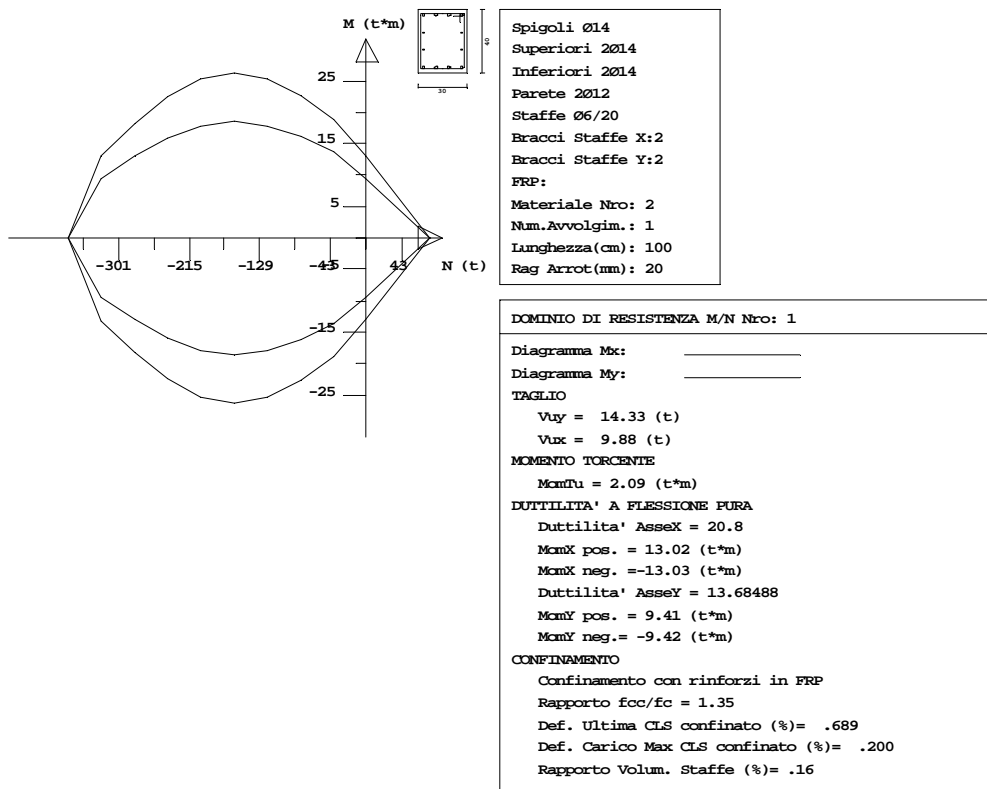 M (t*m)
25
15
5
-301 -215 -129 -43 43 N (t)
-5
-15
-25
40
30
Spigoli Ø14
Superiori 2Ø14
Inferiori 2Ø14
Parete 2Ø12
Staffe Ø6/20
Bracci Staffe X:2
Bracci Staffe Y:2
FRP:
Materiale Nro: 2
Num.Avvolgim.: 1
Lunghezza(cm): 100
Rag Arrot(mm): 20
DOMINIO DI RESISTENZA M/N Nro: 1
Diagramma Mx:
Diagramma My:
TAGLIO
Vuy = 14.33 (t)
Vux = 9.88 (t)
MOMENTO TORCENTE
MomTu = 2.09 (t*m)
DUTTILITA' A FLESSIONE PURA
Duttilita' AsseX = 20.8
MomX pos. = 13.02 (t*m)
MomX neg. =-13.03 (t*m)
Duttilita' AsseY = 13.68488
MomY pos. = 9.41 (t*m)
MomY neg.= -9.42 (t*m)
CONFINAMENTO
Confinamento con rinforzi in FRP
Rapporto fcc/fc = 1.35
Def. Ultima CLS confinato (%)= .689
Def. Carico Max CLS confinato (%)= .200
Rapporto Volum. Staffe (%)= .16